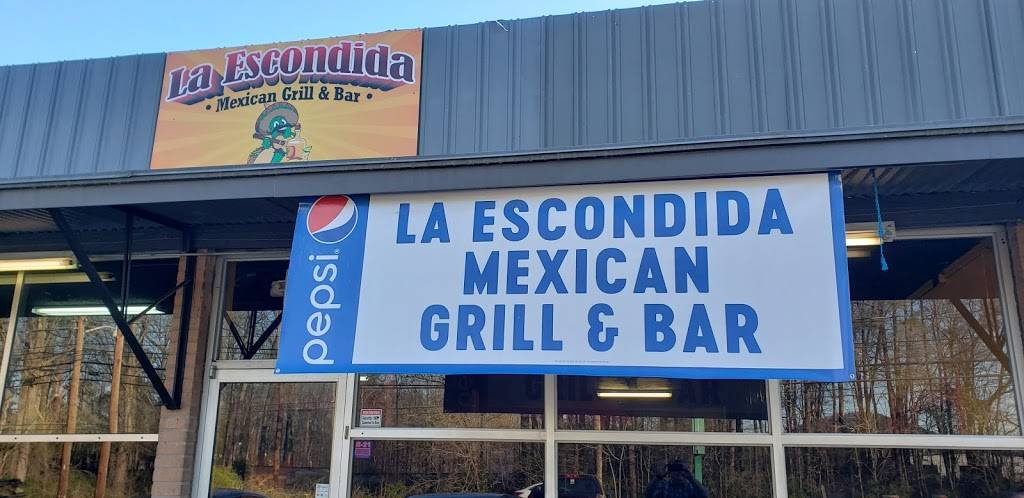 La Escondida
• Mexican Grill & Bar •
pepsi
LA ESCONDIDA
MEXICAN
GRILL & BAR